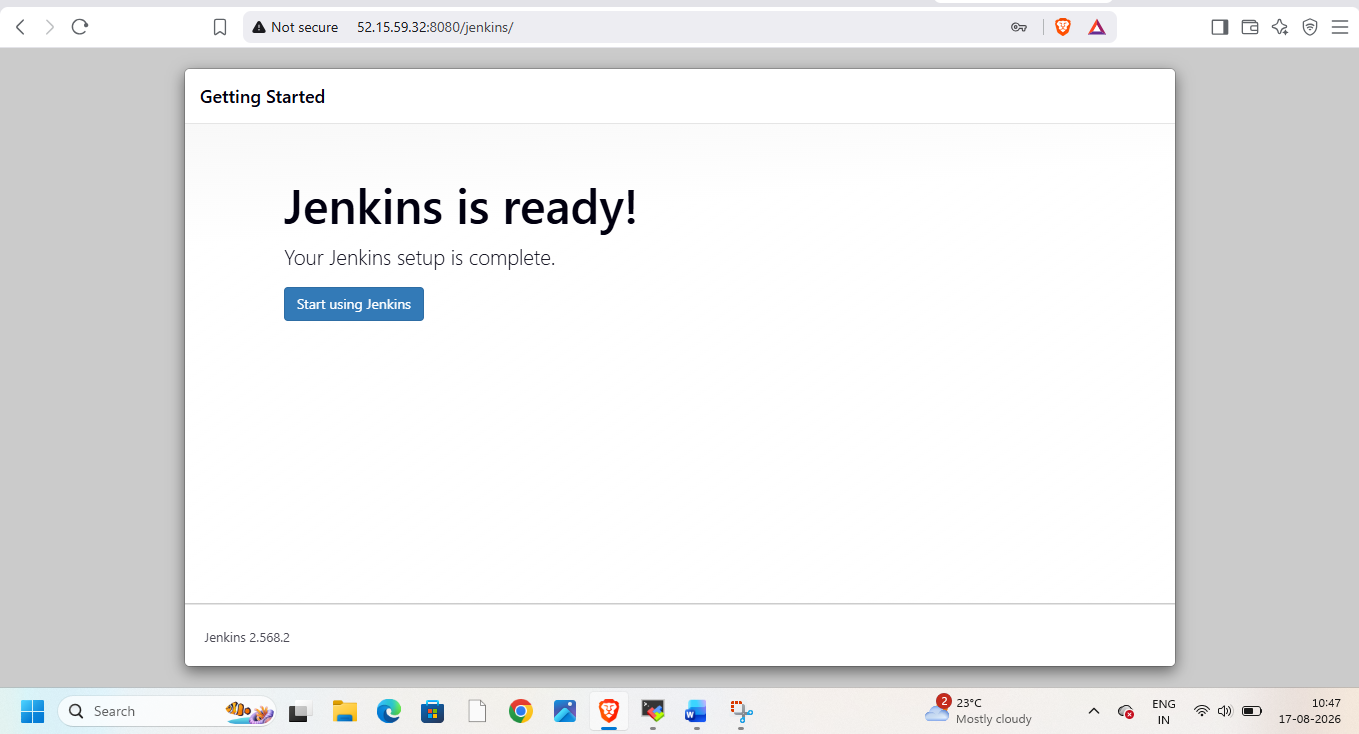 Not secure 52.15.59.32:8080/jenkins/
Getting Started
Jenkins is ready!
Your Jenkins setup is complete.
Start using Jenkins
Jenkins 2.568.2
Search
2
23°C
Mostly cloudy
ENG
IN
10:47
17-08-2026